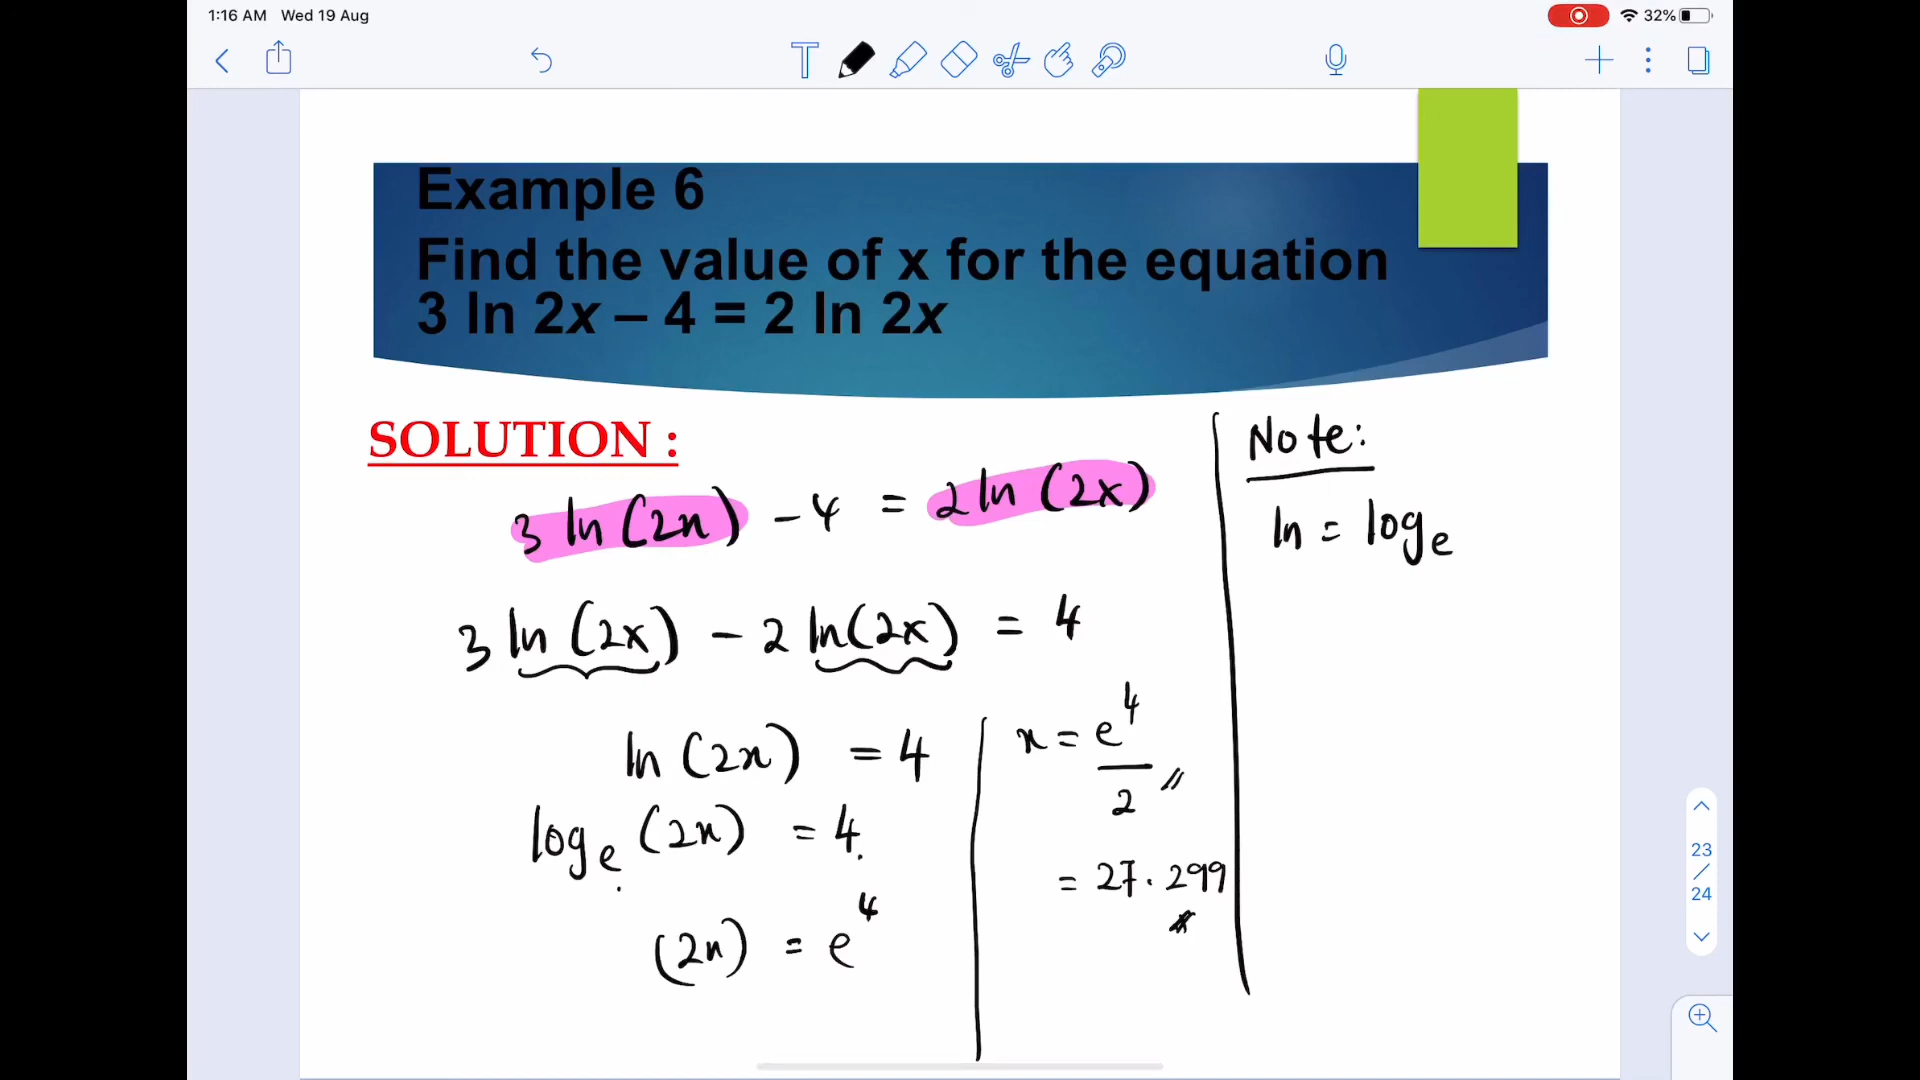 1:16 AM Wed 19 Aug
32%
Example 6
Find the value of x for the equation
3 ln 2x – 4 = 2 ln 2x
SOLUTION :
3 ln (2x) - 4 = 2 ln (2x)
3 ln (2x) - 2 ln(2x) = 4
ln (2x) = 4
logₑ (2x) = 4
(2x) = e⁴
x = e⁴/2
= 27.299
Note:
ln = logₑ
23
/
24